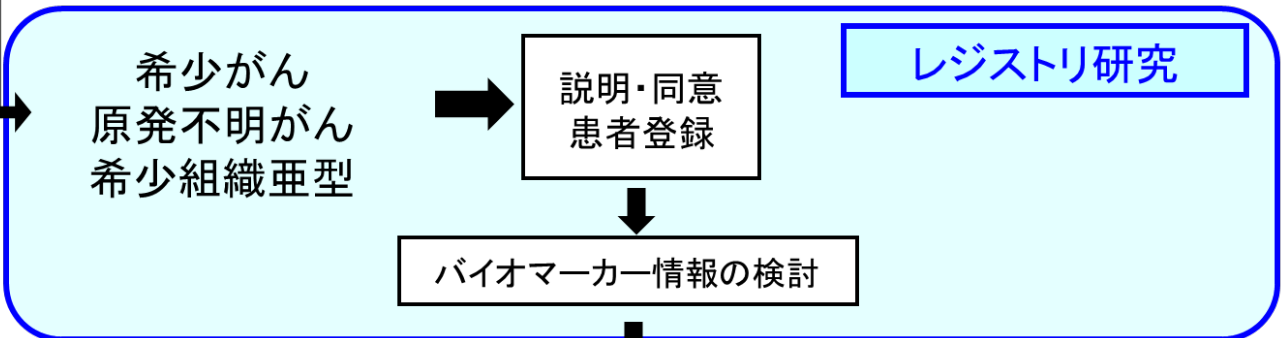 レジストリ研究
希少がん
原発不明がん
希少組織亜型
説明・同意
患者登録
バイオマーカー情報の検討